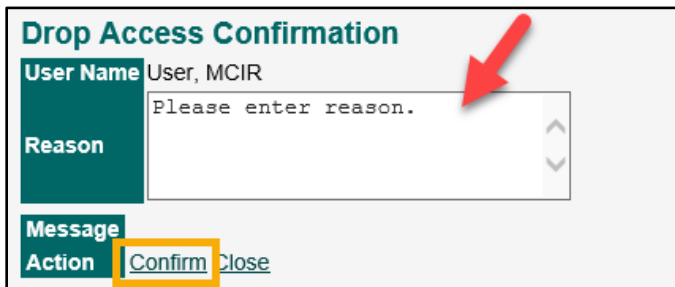 Drop Access Confirmation
User Name User, MCIR
Please enter reason.
Reason
Message
Action Confirm Close